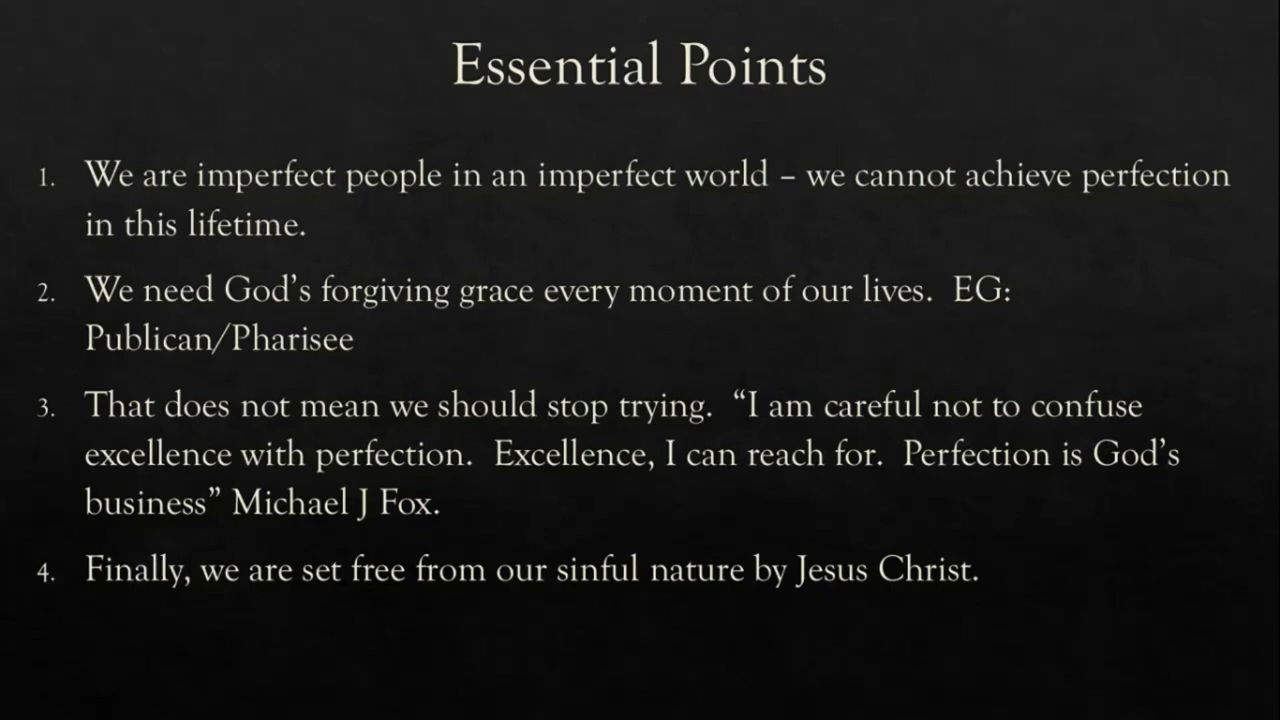 Essential Points
1. We are imperfect people in an imperfect world – we cannot achieve perfection
in this lifetime.
2. We need God’s forgiving grace every moment of our lives.  EG:
Publican/Pharisee
3. That does not mean we should stop trying.  “I am careful not to confuse
excellence with perfection.  Excellence, I can reach for.  Perfection is God’s
business” Michael J Fox.
4. Finally, we are set free from our sinful nature by Jesus Christ.